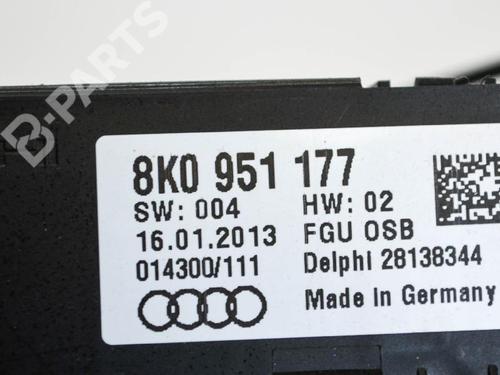 B-PARTS
8K0 951 177
SW: 004 HW: 02
16.01.2013 FGU OSB
014300/111 Delphi 28138344
Made in Germany